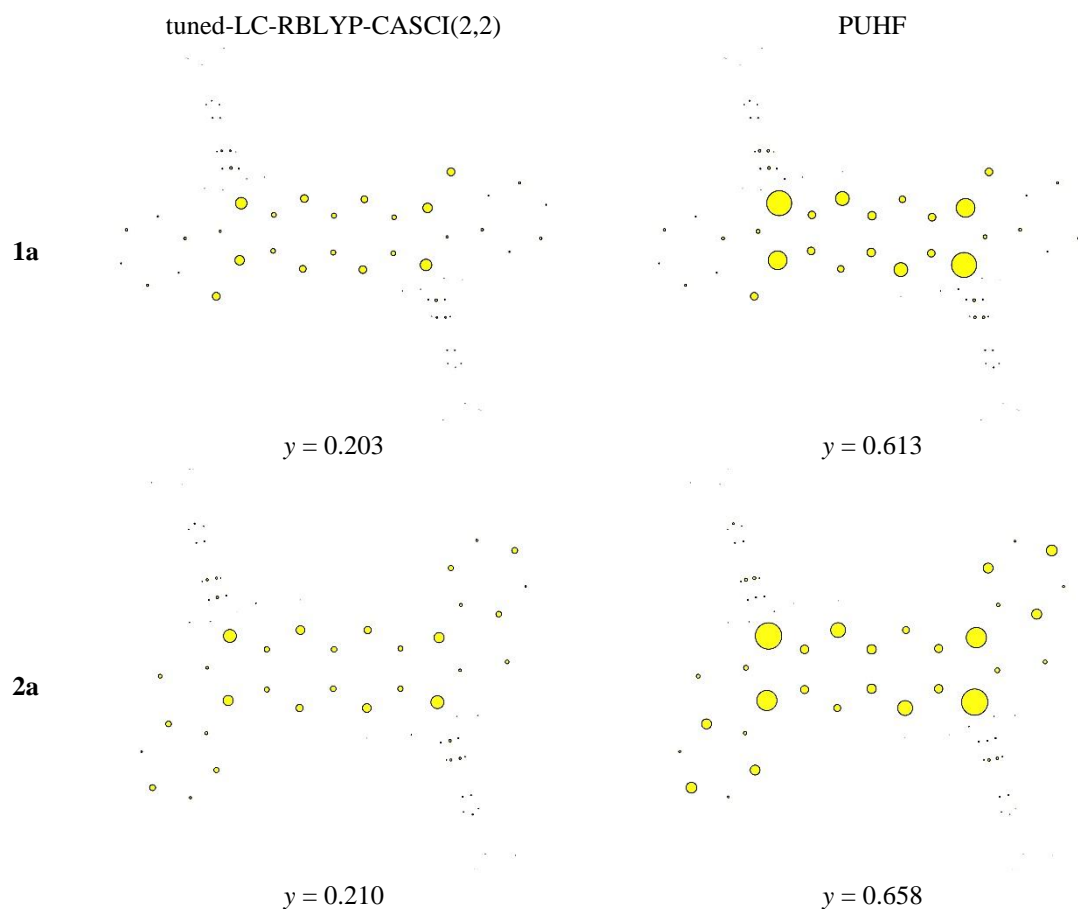 tuned-LC-RBLYP-CASCI(2,2) PUHF
1a
y = 0.203 y = 0.613
2a
y = 0.210 y = 0.658